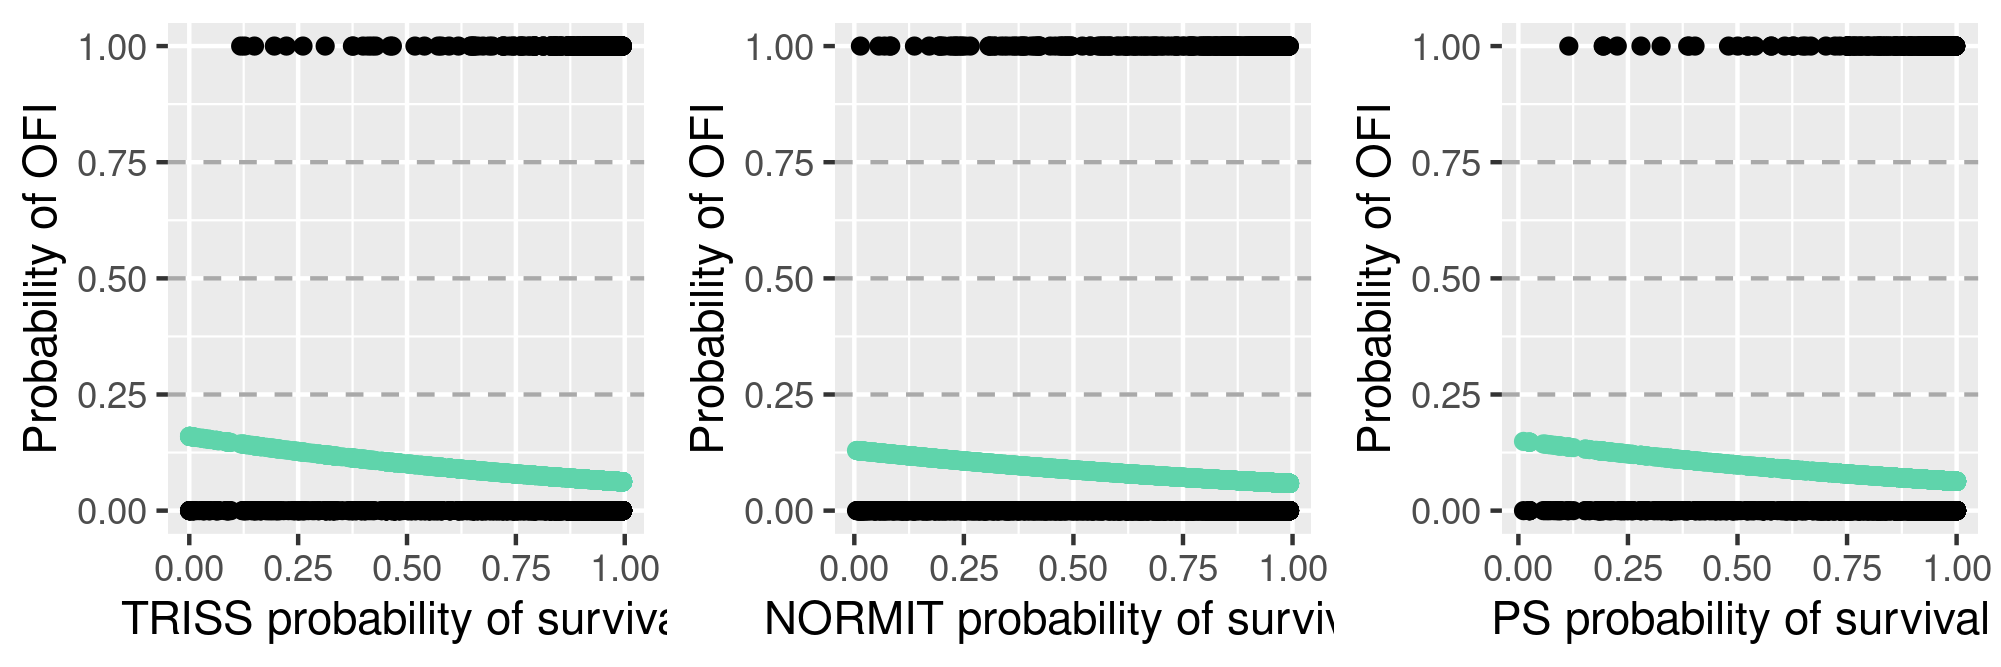 Probability of OFI
1.00
0.75
0.50
0.25
0.00
0.00 0.25 0.50 0.75 1.00
TRISS probability of surviva
Probability of OFI
1.00
0.75
0.50
0.25
0.00
0.00 0.25 0.50 0.75 1.00
NORMIT probability of surviv
Probability of OFI
1.00
0.75
0.50
0.25
0.00
0.00 0.25 0.50 0.75 1.00
PS probability of survival